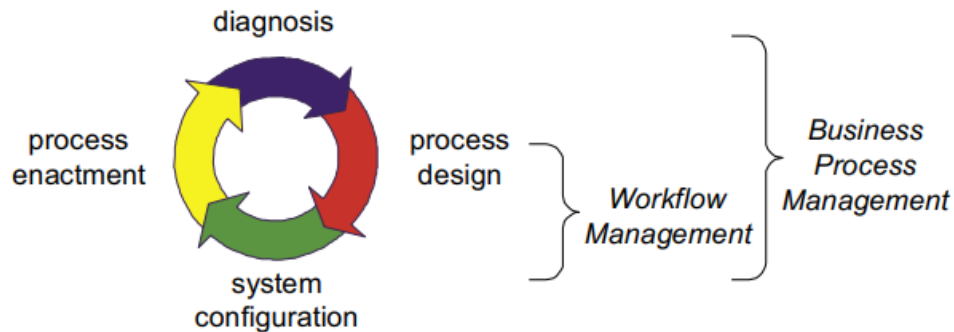 diagnosis
process
enactment
process
design
system
configuration
Workflow
Management
Business
Process
Management